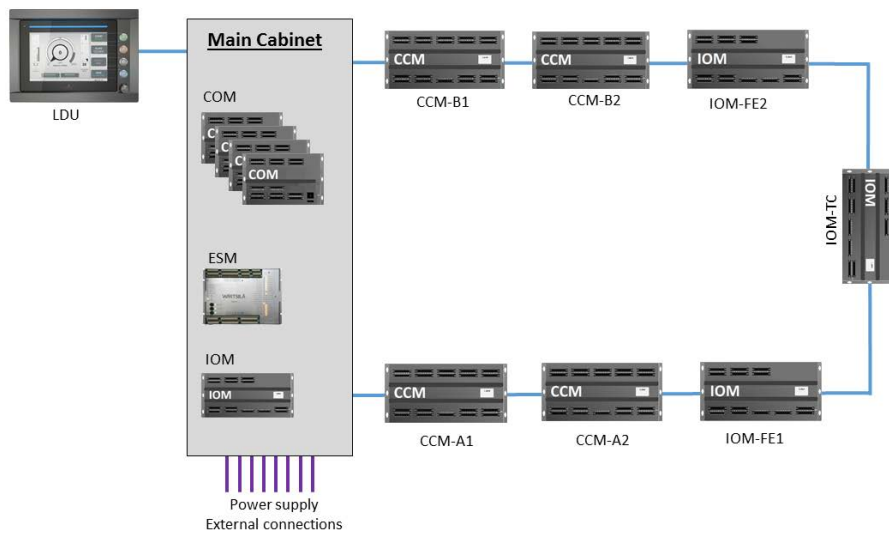 Main Cabinet
LDU
COM
C
C
C
COM
ESM
WÄRTSILÄ
IOM
IOM
Power supply
External connections
CCM
CCM-B1
CCM
CCM-B2
IOM
IOM-FE2
IOM-TC
IOM
CCM
CCM-A1
CCM
CCM-A2
IOM
IOM-FE1